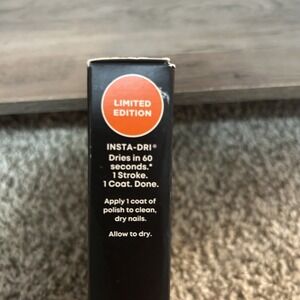 LIMITED
EDITION
INSTA-DRI®
Dries in 60
seconds.*
1 Stroke.
1 Coat. Done.
Apply 1 coat of
polish to clean,
dry nails.
Allow to dry.